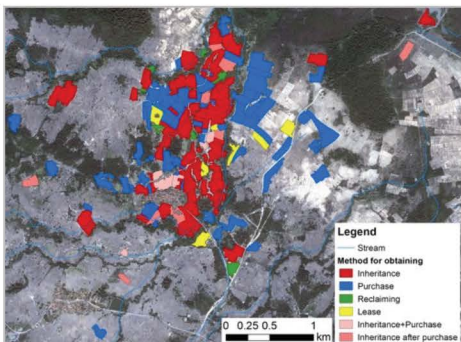 Legend
Stream
Method for obtaining
Inheritance
Purchase
Reclaiming
Lease
Inheritance+Purchase
Inheritance after purchase
0 0.25 0.5 1
km